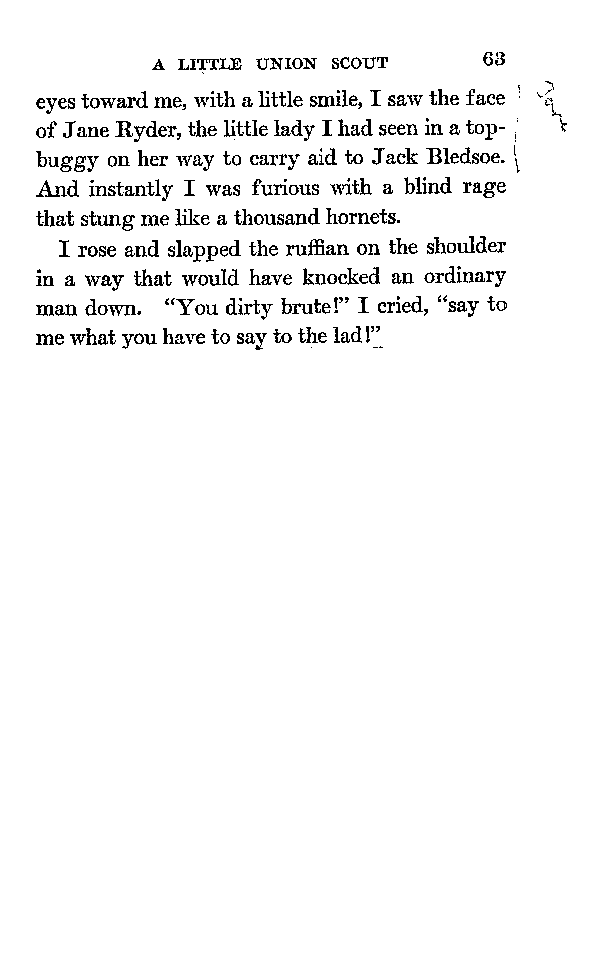 A LITTLE UNION SCOUT 63
eyes toward me, with a little smile, I saw the face
of Jane Ryder, the little lady I had seen in a top-
buggy on her way to carry aid to Jack Bledsoe.
And instantly I was furious with a blind rage
that stung me like a thousand hornets.
I rose and slapped the ruffian on the shoulder
in a way that would have knocked an ordinary
man down. “You dirty brute!” I cried, “say to
me what you have to say to the lad!”